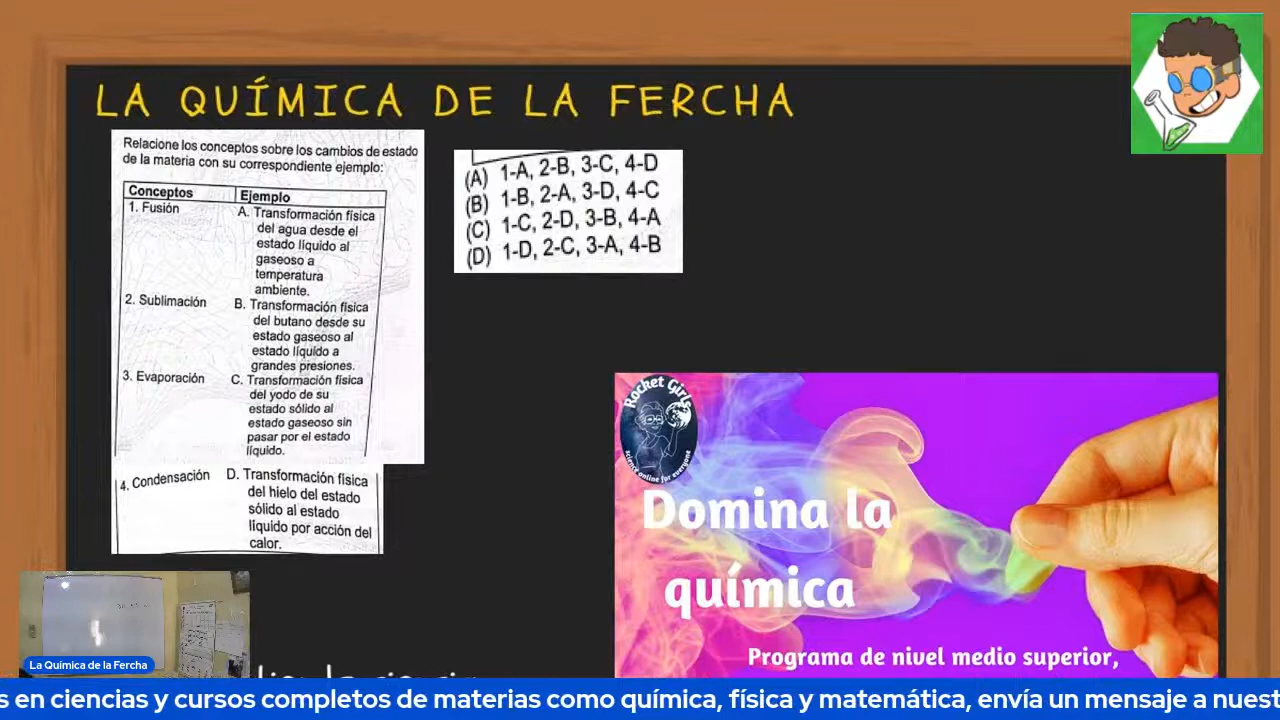 LA QUÍMICA DE LA FERCHA
Relacione los conceptos sobre los cambios de estado
de la materia con su correspondiente ejemplo:
Conceptos
Ejemplo
1. Fusión
A. Transformación física
del agua desde el
estado líquido al
gaseoso a
temperatura
ambiente.
2. Sublimación
B. Transformación física
del butano desde su
estado gaseoso al
estado líquido a
grandes presiones.
3. Evaporación
C. Transformación física
del yodo de su
estado sólido al
estado gaseoso sin
pasar por el estado
líquido.
4. Condensación
D. Transformación física
del hielo del estado
sólido al estado
líquido por acción del
calor.
(A) 1-A, 2-B, 3-C, 4-D
(B) 1-B, 2-A, 3-D, 4-C
(C) 1-C, 2-D, 3-B, 4-A
(D) 1-D, 2-C, 3-A, 4-B
Rocket Girls
science online for everyone
Domina la
química
Programa de nivel medio superior,
La Química de la Fercha
s en ciencias y cursos completos de materias como química, física y matemática, envía un mensaje a nuest